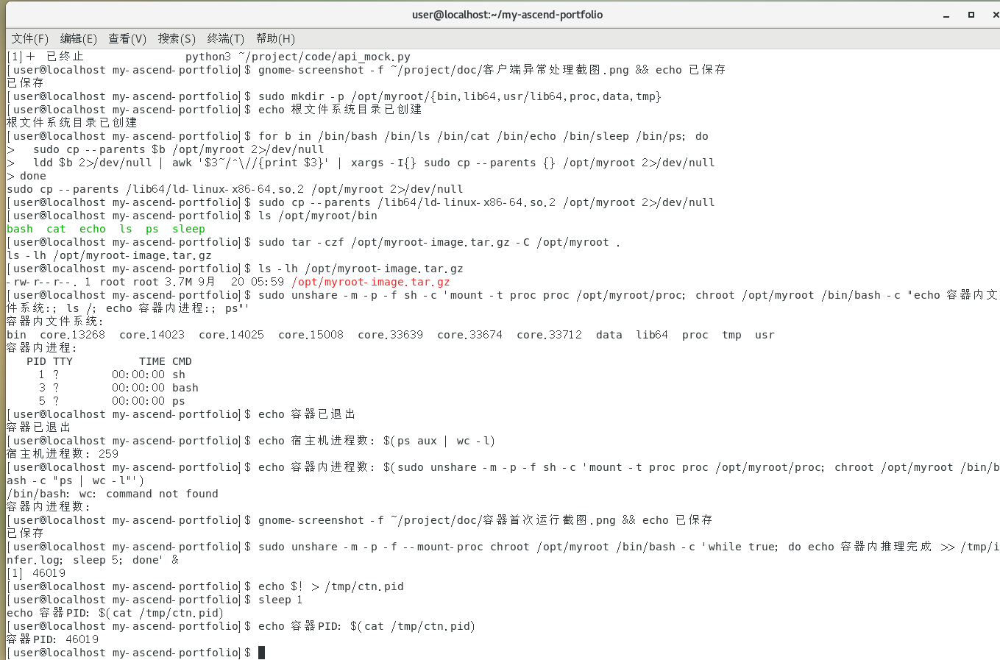 user@localhost:~/my-ascend-portfolio
文件(F) 编辑(E) 查看(V) 搜索(S) 终端(T) 帮助(H)
[1]+ 已终止 python3 ~/project/code/api_mock.py
[user@localhost my-ascend-portfolio]$ gnome-screenshot -f ~/project/doc/客户端异常处理截图.png && echo 已保存
已保存
[user@localhost my-ascend-portfolio]$ sudo mkdir -p /opt/myroot/{bin,lib64,usr/lib64,proc,data,tmp}
[user@localhost my-ascend-portfolio]$ echo 根文件系统目录已创建
根文件系统目录已创建
[user@localhost my-ascend-portfolio]$ for b in /bin/bash /bin/ls /bin/cat /bin/echo /bin/sleep /bin/ps; do
>   sudo cp --parents $b /opt/myroot 2>/dev/null
>   ldd $b 2>/dev/null | awk '$3~/^\//{print $3}' | xargs -I{} sudo cp --parents {} /opt/myroot 2>/dev/null
> done
sudo cp --parents /lib64/ld-linux-x86-64.so.2 /opt/myroot 2>/dev/null
[user@localhost my-ascend-portfolio]$ sudo cp --parents /lib64/ld-linux-x86-64.so.2 /opt/myroot 2>/dev/null
[user@localhost my-ascend-portfolio]$ ls /opt/myroot/bin
bash  cat  echo  ls  ps  sleep
[user@localhost my-ascend-portfolio]$ sudo tar -czf /opt/myroot-image.tar.gz -C /opt/myroot .
ls -lh /opt/myroot-image.tar.gz
[user@localhost my-ascend-portfolio]$ ls -lh /opt/myroot-image.tar.gz
-rw-r--r--. 1 root root 3.7M 9月  20 05:59 /opt/myroot-image.tar.gz
[user@localhost my-ascend-portfolio]$ sudo unshare -m -p -f sh -c 'mount -t proc proc /opt/myroot/proc; chroot /opt/myroot /bin/bash -c "echo 容器内文
件系统:; ls /; echo 容器内进程:; ps"'
容器内文件系统:
bin  core.13268  core.14023  core.14025  core.15008  core.33639  core.33674  core.33712  data  lib64  proc  tmp  usr
容器内进程:
PID TTY          TIME CMD
1 ?        00:00:00 sh
3 ?        00:00:00 bash
5 ?        00:00:00 ps
[user@localhost my-ascend-portfolio]$ echo 容器已退出
容器已退出
[user@localhost my-ascend-portfolio]$ echo 宿主机进程数: $(ps aux | wc -l)
宿主机进程数: 259
[user@localhost my-ascend-portfolio]$ echo 容器内进程数: $(sudo unshare -m -p -f sh -c 'mount -t proc proc /opt/myroot/proc; chroot /opt/myroot /bin/b
ash -c "ps | wc -l"')
/bin/bash: wc: command not found
容器内进程数:
[user@localhost my-ascend-portfolio]$ gnome-screenshot -f ~/project/doc/容器首次运行截图.png && echo 已保存
已保存
[user@localhost my-ascend-portfolio]$ sudo unshare -m -p -f --mount-proc chroot /opt/myroot /bin/bash -c 'while true; do echo 容器内推理完成 >> /tmp/i
nfer.log; sleep 5; done' &
[1] 46019
[user@localhost my-ascend-portfolio]$ echo $! > /tmp/ctn.pid
[user@localhost my-ascend-portfolio]$ sleep 1
echo 容器PID: $(cat /tmp/ctn.pid)
[user@localhost my-ascend-portfolio]$ echo 容器PID: $(cat /tmp/ctn.pid)
容器PID: 46019
[user@localhost my-ascend-portfolio]$